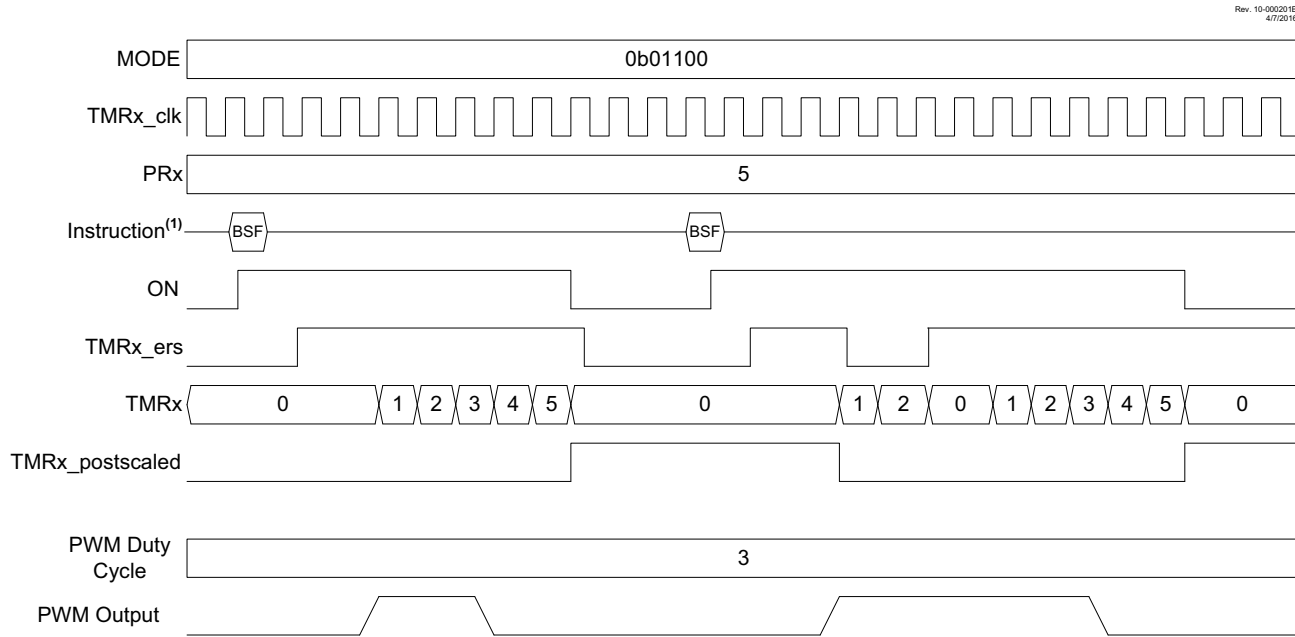 Rev. 10-000201B
4/7/2016
MODE 0b01100
TMRx_clk
PRx 5
Instruction(1) BSF BSF
ON
TMRx_ers
TMRx 0 1 2 3 4 5 0 1 2 0 1 2 3 4 5 0
TMRx_postscaled
PWM Duty
Cycle 3
PWM Output